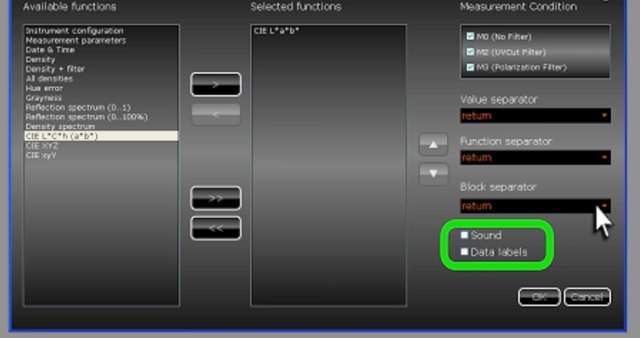 Available functions
Instrument configuration
Measurement parameters
Date & Time
Density
Density + filter
All densities
Hue error
Grayness
Reflection spectrum (0..1)
Reflection spectrum (0..100%)
Density spectrum
CIE L*C*h (a*b*)
CIE XYZ
CIE xyY
>
<
>>
<<
Selected functions
CIE L*a*b*
Measurement Condition
M0 (No Filter)
M2 (UVCut Filter)
M3 (Polarization Filter)
Value separator
return
Function separator
return
Block separator
return
Sound
Data labels
OK
Cancel